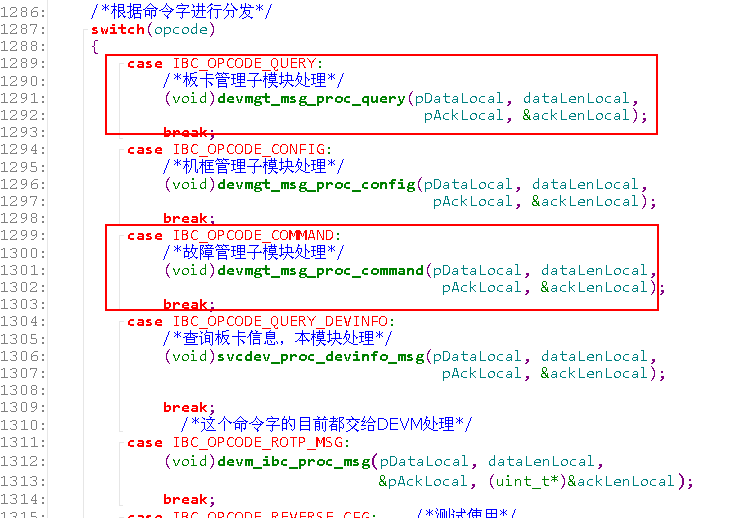 1286: /*根据命令字进行分发*/
1287: switch(opcode)
1288: {
1289: case IBC_OPCODE_QUERY:
1290: /*板卡管理子模块处理*/
1291: (void)devmgt_msg_proc_query(pDataLocal, dataLenLocal,
1292: pAckLocal, &ackLenLocal);
1293: break;
1294: case IBC_OPCODE_CONFIG:
1295: /*机框管理子模块处理*/
1296: (void)devmgt_msg_proc_config(pDataLocal, dataLenLocal,
1297: pAckLocal, &ackLenLocal);
1298: break;
1299: case IBC_OPCODE_COMMAND:
1300: /*故障管理子模块处理*/
1301: (void)devmgt_msg_proc_command(pDataLocal, dataLenLocal,
1302: pAckLocal, &ackLenLocal);
1303: break;
1304: case IBC_OPCODE_QUERY_DEVINFO:
1305: /*查询板卡信息，本模块处理*/
1306: (void)svcdev_proc_devinfo_msg(pDataLocal, dataLenLocal,
1307: pAckLocal, &ackLenLocal);
1308:
1309: break;
1310: /*这个命令字的目前都交给DEVM处理*/
1311: case IBC_OPCODE_ROTP_MSG:
1312: (void)devm_ibc_proc_msg(pDataLocal, dataLenLocal,
1313: &pAckLocal, (uint_t*)&ackLenLocal);
1314: break;
1315: case IBC_OPCODE_REVERSE_CFG: /*测试使用*/